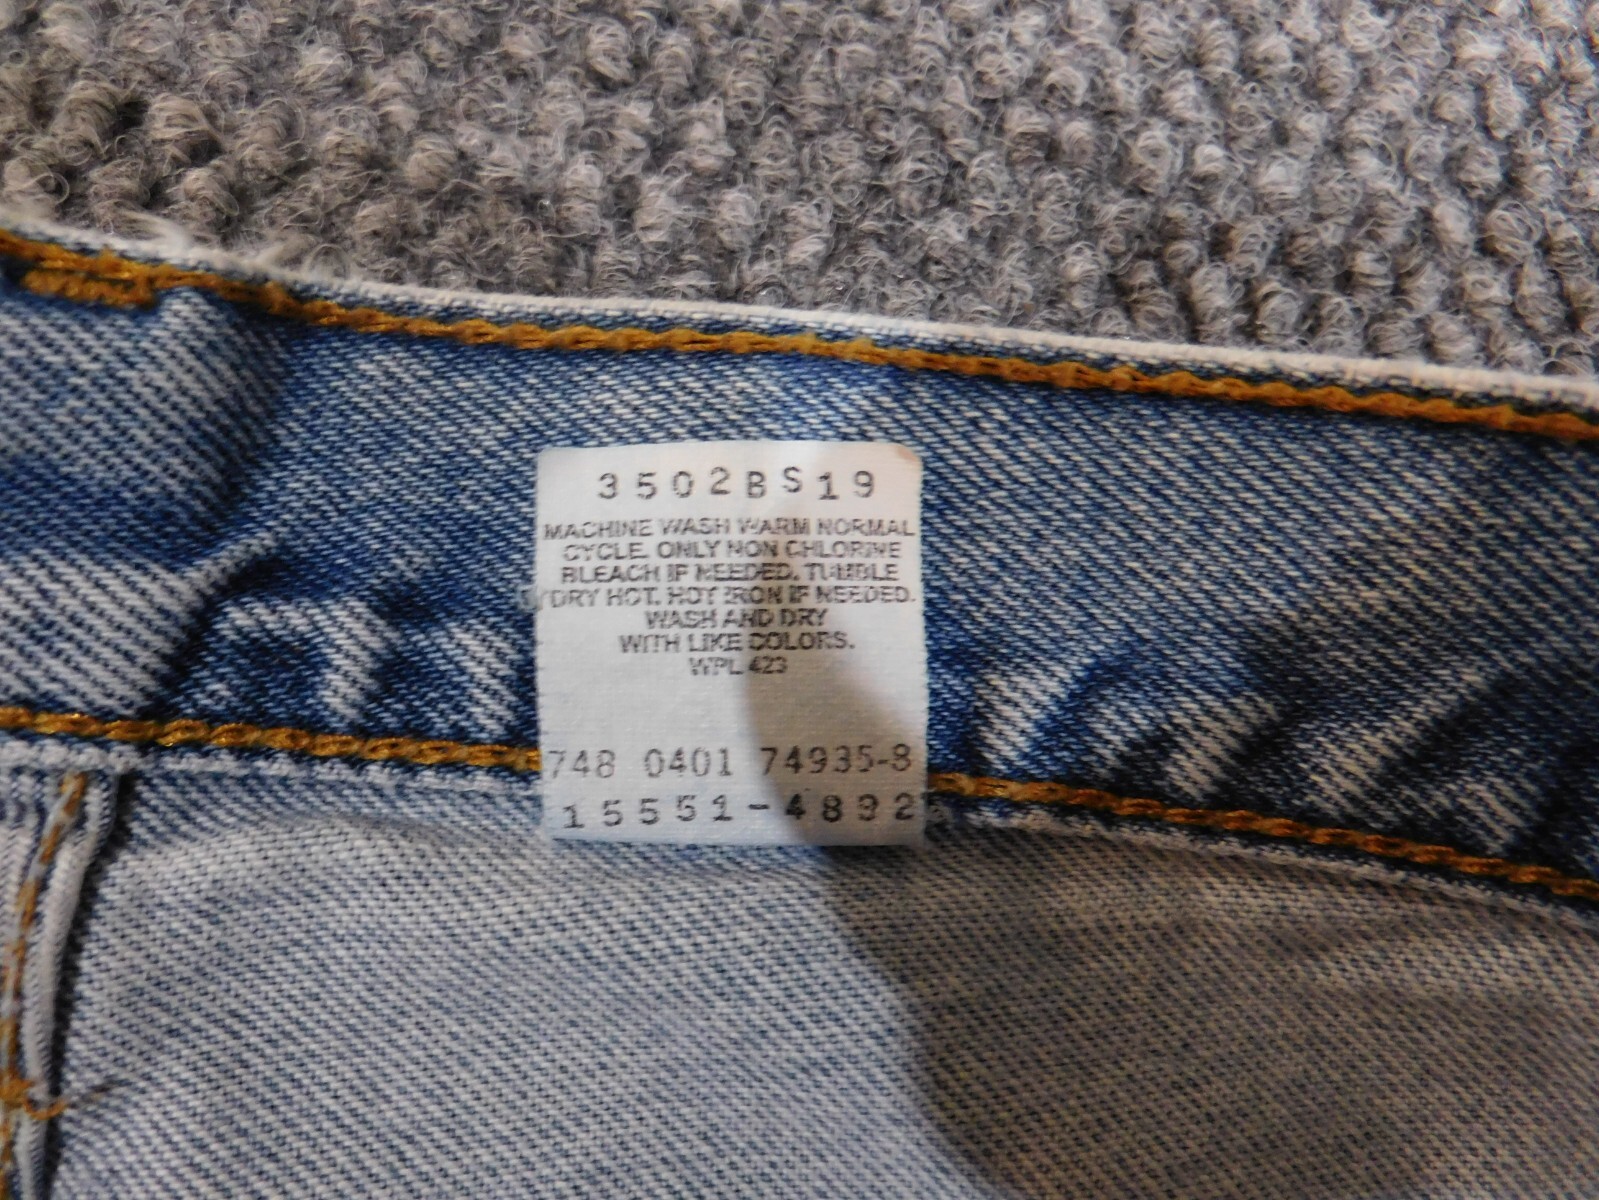 3502BS19
MACHINE WASH WARM NORMAL
CYCLE. ONLY NON CHLORINE
BLEACH IF NEEDED. TUMBLE
DRY HOT. HOT IRON IF NEEDED.
WASH AND DRY
WITH LIKE COLORS.
WPL 423
748 0401 74935-8
15551-4892